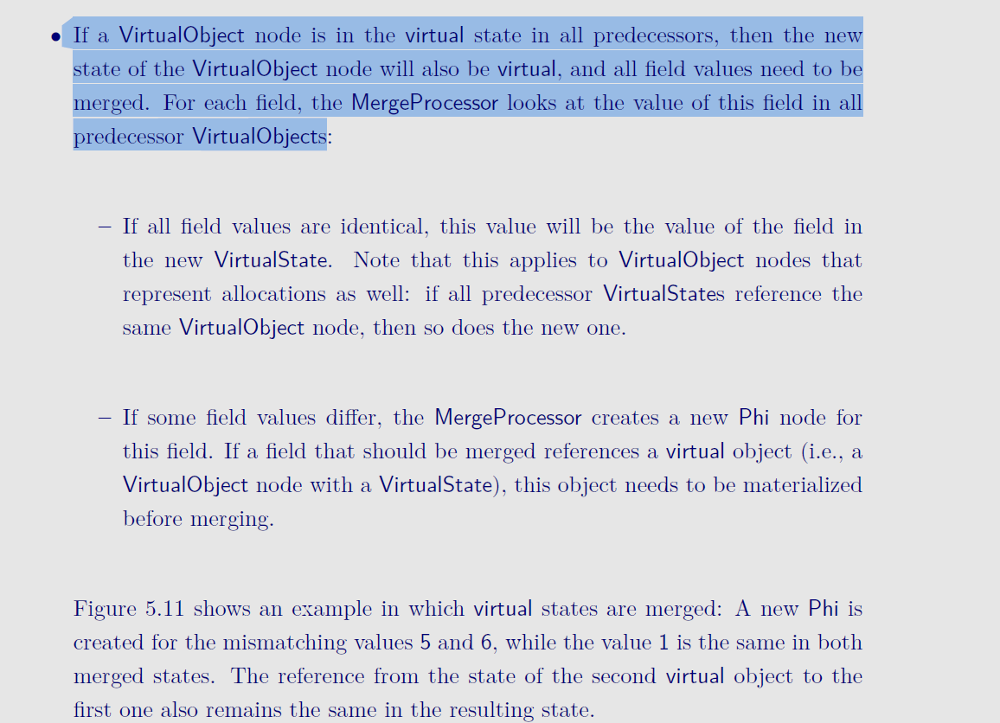 • If a VirtualObject node is in the virtual state in all predecessors, then the new
state of the VirtualObject node will also be virtual, and all field values need to be
merged. For each field, the MergeProcessor looks at the value of this field in all
predecessor VirtualObjects:
– If all field values are identical, this value will be the value of the field in
the new VirtualState. Note that this applies to VirtualObject nodes that
represent allocations as well: if all predecessor VirtualStates reference the
same VirtualObject node, then so does the new one.
– If some field values differ, the MergeProcessor creates a new Phi node for
this field. If a field that should be merged references a virtual object (i.e., a
VirtualObject node with a VirtualState), this object needs to be materialized
before merging.
Figure 5.11 shows an example in which virtual states are merged: A new Phi is
created for the mismatching values 5 and 6, while the value 1 is the same in both
merged states. The reference from the state of the second virtual object to the
first one also remains the same in the resulting state.